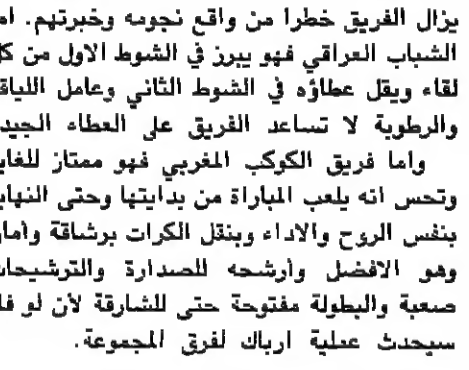 يزال الفريق خطرا من واقع نجومه وخبرتهم. اما
الشباب العراقي فهو يبرز في الشوط الاول من كل
لقاء ويقل عطاؤه في الشوط الثاني وعامل اللياقة
والرطوبة لا تساعد الفريق على العطاء الجيد
واما فريق الكوكب المغربي فهو ممتاز للغاية
وتحس انه يلعب المباراة من بدايتها وحتى النهاية
بنفس الروح والاداء وبنقل الكرات برشاقة وأمان
وهو الافضل وأرشحه للصدارة والترشيحات
صعبة والبطولة مفتوحة حتى للشارقة لأن لو فاز
سيحدث عملية ارباك لفرق المجموعة.